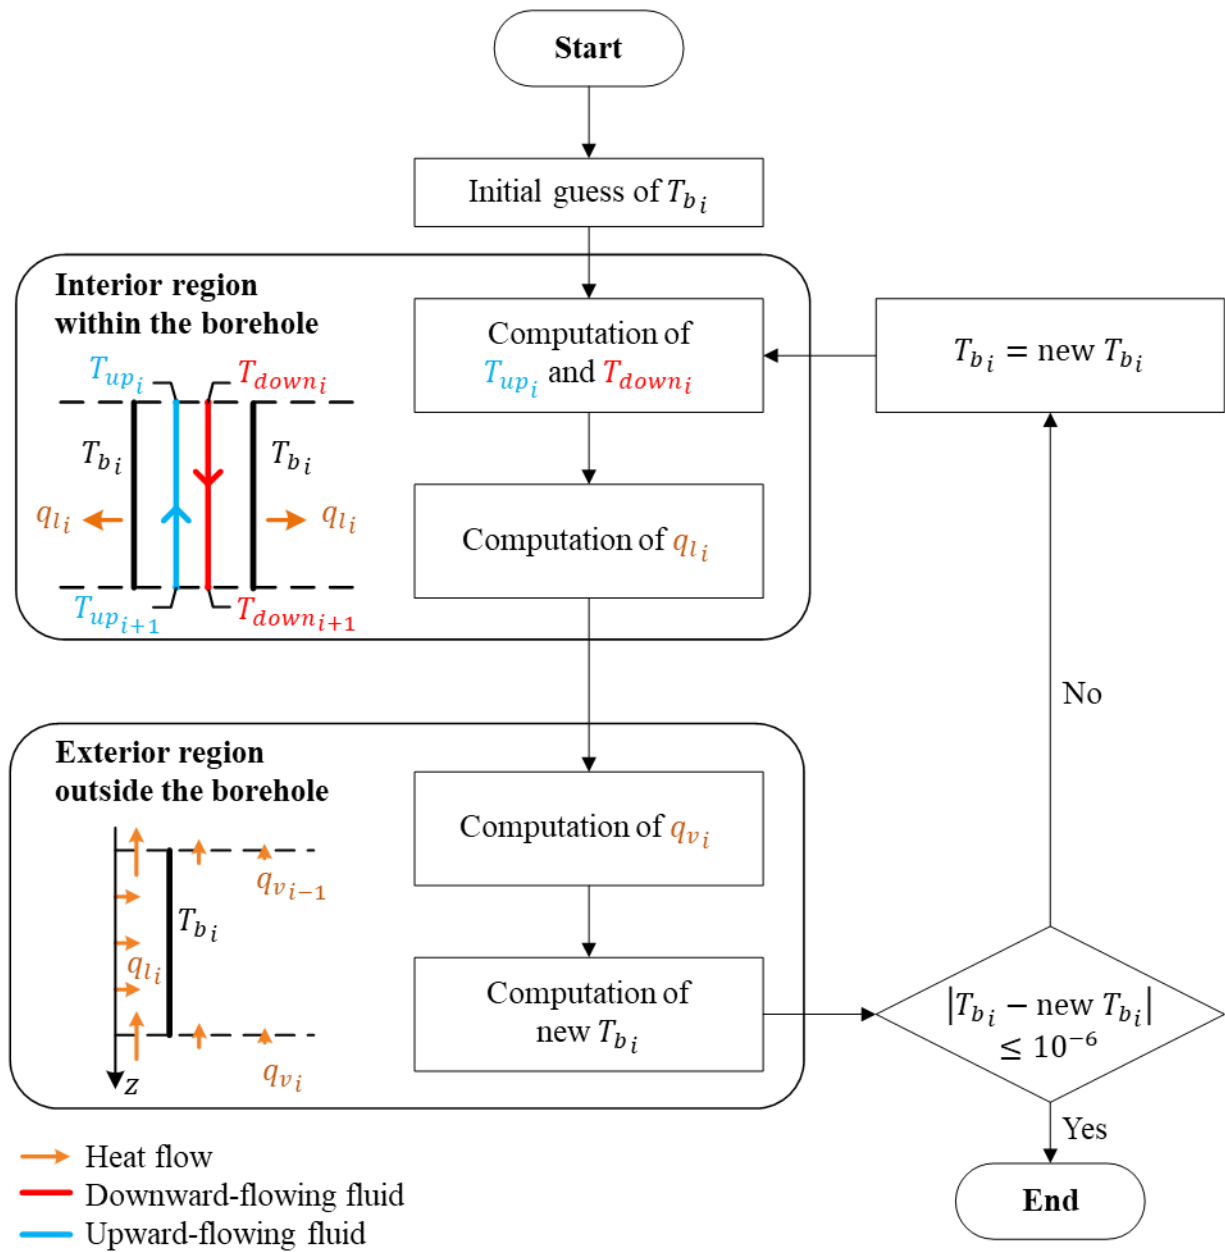 Start
Initial guess of T_{b_i}
Interior region
within the borehole
T_{up_i}
T_{down_i}
T_{b_i}
T_{b_i}
q_{l_i}
q_{l_i}
T_{up_{i+1}}
T_{down_{i+1}}
Computation of
T_{up_i} and T_{down_i}
T_{b_i} = new T_{b_i}
Computation of q_{l_i}
No
Exterior region
outside the borehole
q_{v_{i-1}}
T_{b_i}
q_{l_i}
q_{v_i}
z
Computation of q_{v_i}
Computation of
new T_{b_i}
|T_{b_i} − new T_{b_i}|
≤ 10^{−6}
Yes
End
Heat flow
Downward-flowing fluid
Upward-flowing fluid